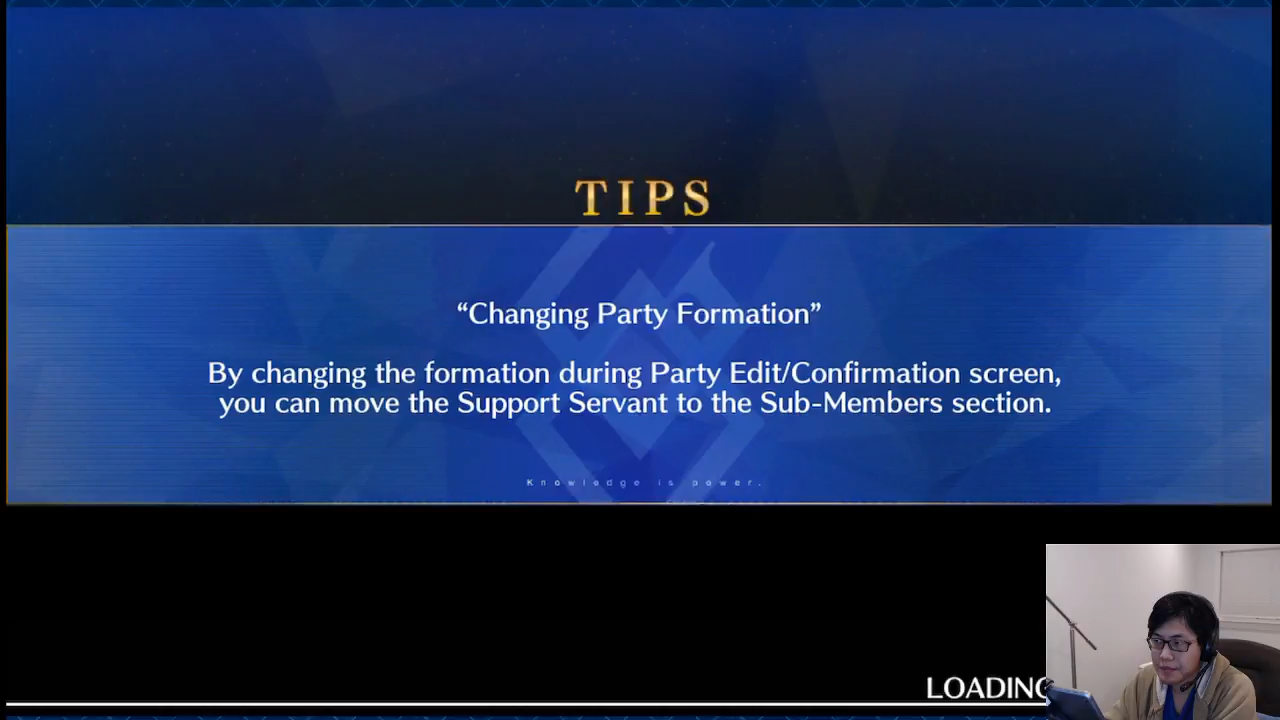 TIPS
“Changing Party Formation”
By changing the formation during Party Edit/Confirmation screen,
you can move the Support Servant to the Sub-Members section.
Knowledge is power.
LOADING